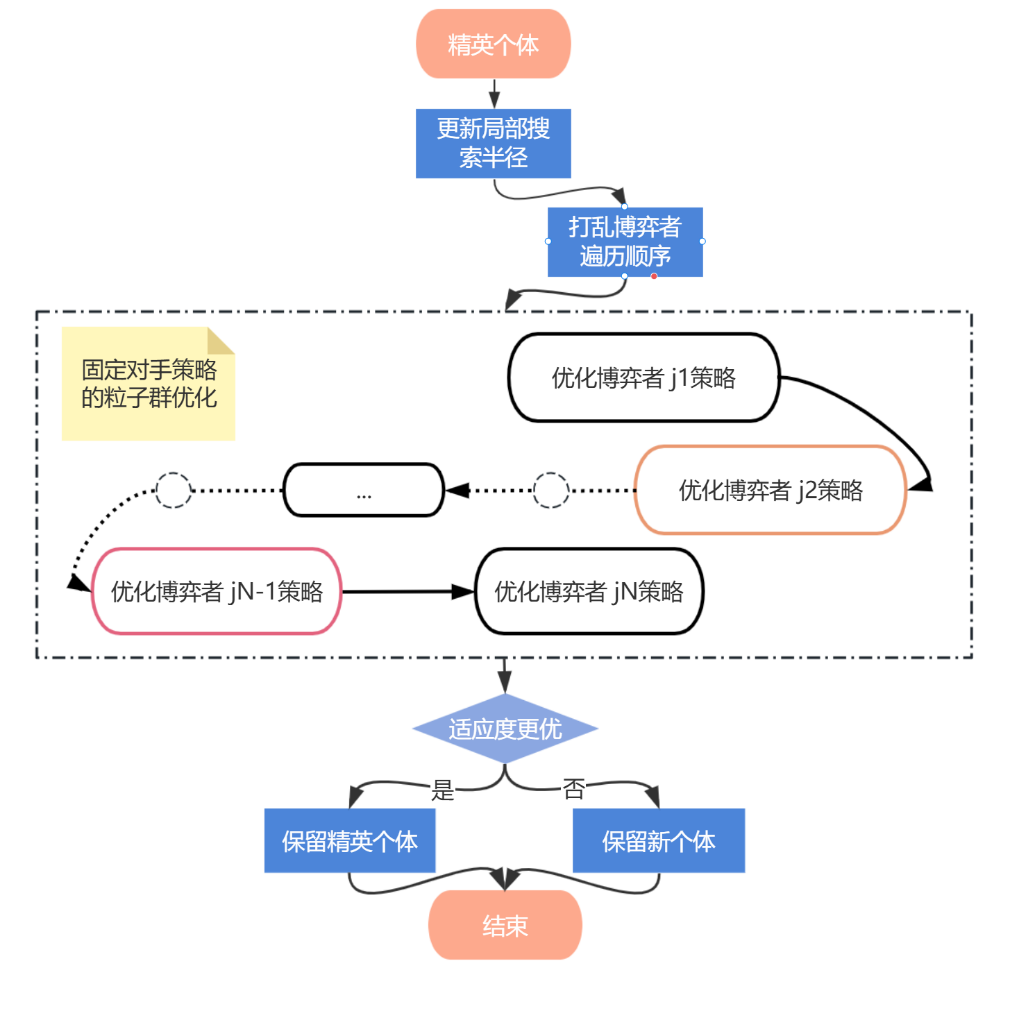 精英个体
更新局部搜
索半径
打乱博弈者
遍历顺序
固定对手策略
的粒子群优化
优化博弈者 j1策略
优化博弈者 j2策略
...
优化博弈者 jN-1策略
优化博弈者 jN策略
适应度更优
是
否
保留精英个体
保留新个体
结束